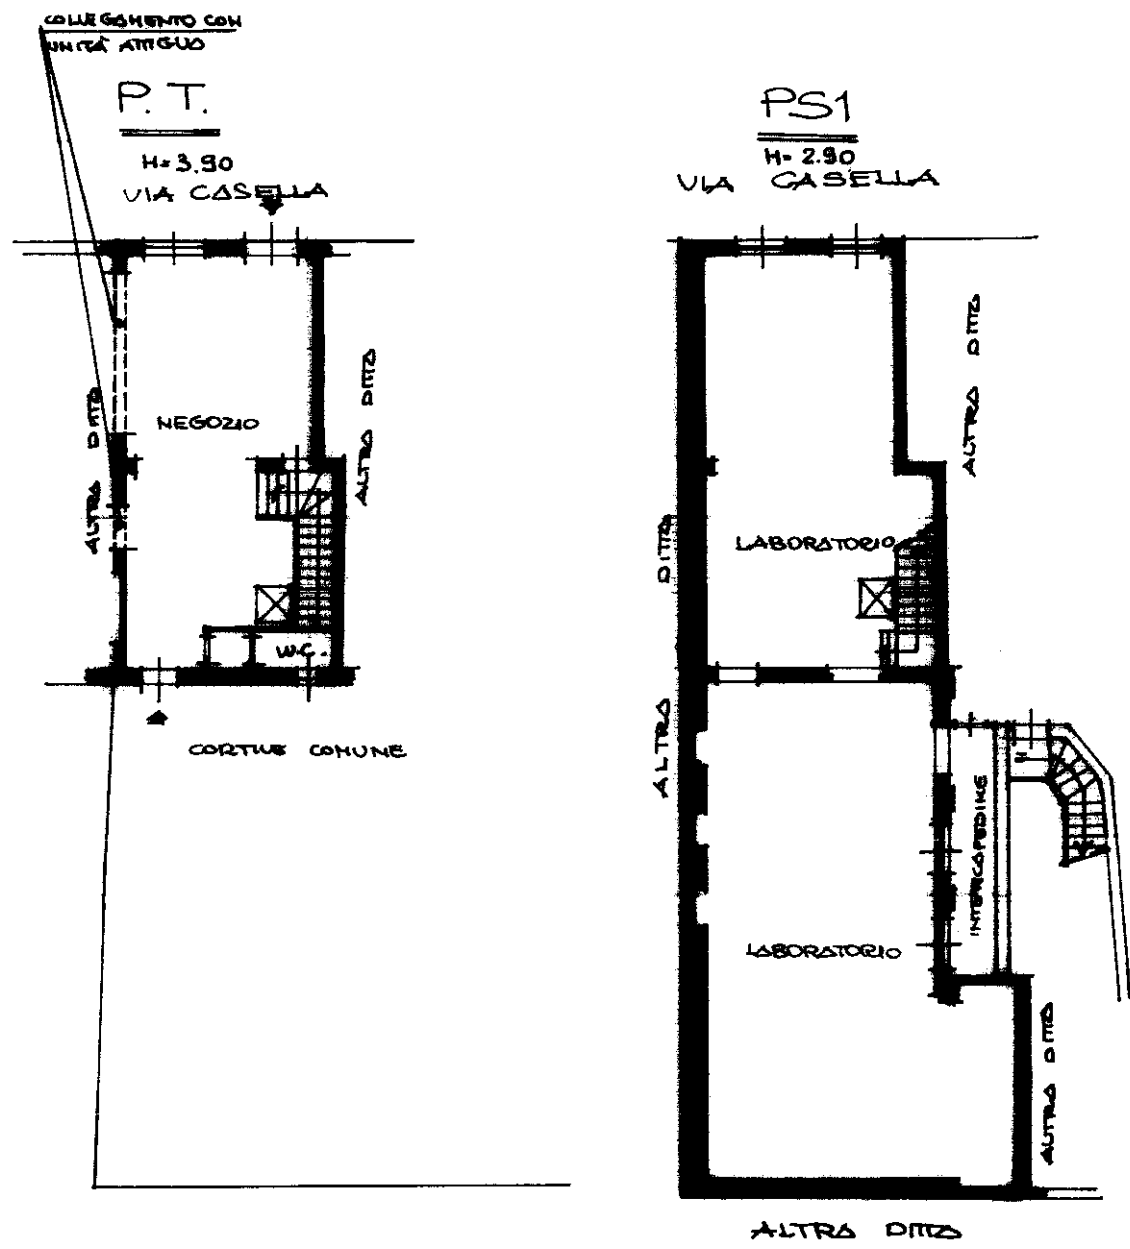 COLLEGAMENTO CON
UNITÀ ATTIGUO
P. T.
H= 3.90
VIA CASELLA
ALTRA DITTA
NEGOZIO
ALTRA DITTA
W.C.
CORTILE COMUNE
PS1
H= 2.90
VIA CASELLA
ALTRA DITTA
LABORATORIO
ALTRA DITTA
INTERCAPEDINE
LABORATORIO
ALTRA DITTA
ALTRA DITTA